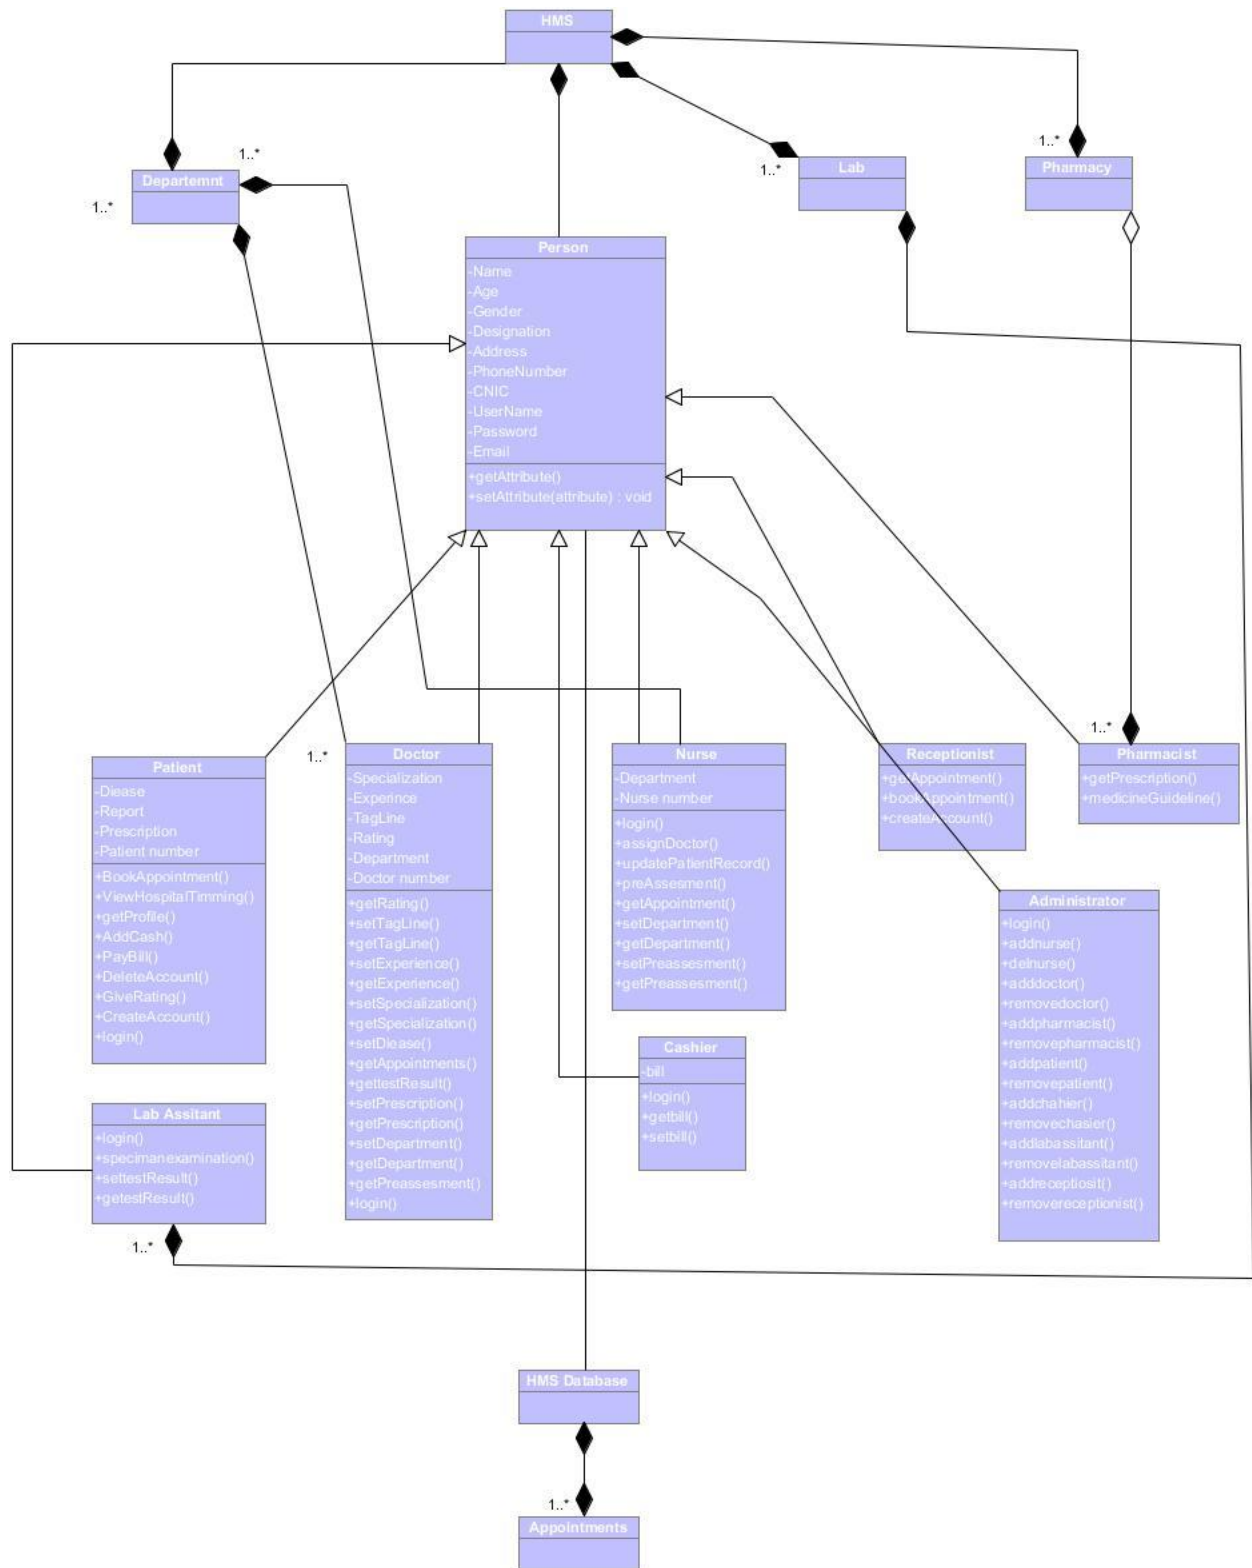 HMS
1..*
Departemnt
1..*
1..*
Lab
1..*
Pharmacy
Person
-Name
-Age
-Gender
-Designation
-Address
-PhoneNumber
-CNIC
-UserName
-Password
-Email
+getAttribute()
+setAttribute(attribute) : void
Patient
-Diease
-Report
-Prescription
-Patient number
+BookAppointment()
+ViewHospitalTimming()
+getProfile()
+AddCash()
+PayBill()
+DeleteAccount()
+GiveRating()
+CreateAccount()
+login()
1..*
Doctor
-Specialization
-Experince
-TagLine
-Rating
-Department
-Doctor number
+getRating()
+setTagLine()
+getTagLine()
+setExperience()
+getExperience()
+setSpecialization()
+getSpecialization()
+setDiease()
+getAppointments()
+gettestResult()
+setPrescription()
+getPrescription()
+setDepartment()
+getDepartment()
+getPreassesment()
+login()
Nurse
-Department
-Nurse number
+login()
+assignDoctor()
+updatePatientRecord()
+preAssesment()
+getAppointment()
+setDepartment()
+getDepartment()
+setPreassesment()
+getPreassesment()
Receptionist
+getAppointment()
+bookAppointment()
+createAccount()
1..*
Pharmacist
+getPrescription()
+medicineGuideline()
Cashier
-bill
+login()
+getbill()
+setbill()
Administrator
+login()
+addnurse()
+delnurse()
+adddoctor()
+removedoctor()
+addpharmacist()
+removepharmacist()
+addpatient()
+removepatient()
+addchahier()
+removechasier()
+addlabassitant()
+removelabassitant()
+addreceptiosit()
+removereceptionist()
Lab Assitant
+login()
+specimanexamination()
+settestResult()
+getestResult()
1..*
HMS Database
1..*
Appointments